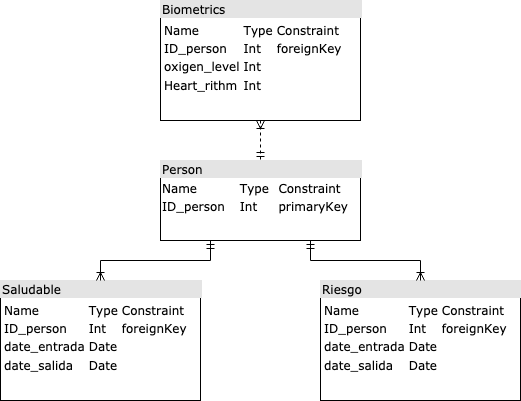 Biometrics
Name Type Constraint
ID_person Int foreignKey
oxigen_level Int
Heart_rithm Int
Person
Name Type Constraint
ID_person Int primaryKey
Saludable
Name Type Constraint
ID_person Int foreignKey
date_entrada Date
date_salida Date
Riesgo
Name Type Constraint
ID_person Int foreignKey
date_entrada Date
date_salida Date